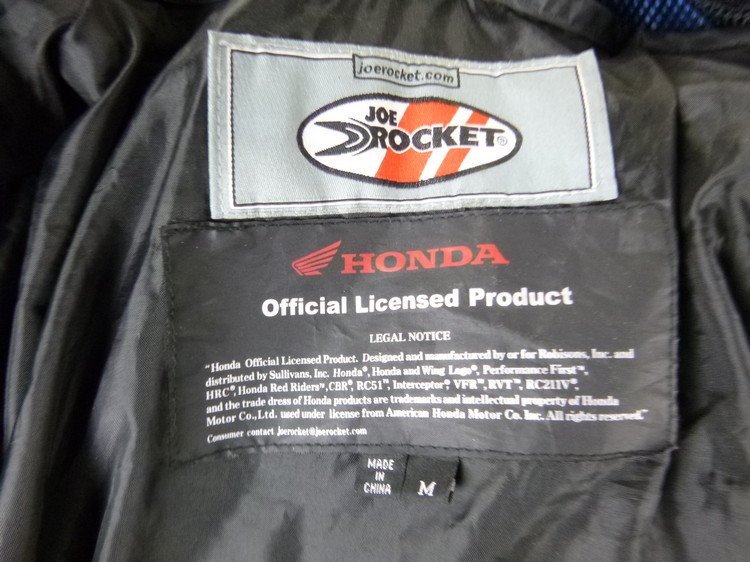 joerocket.com
JOE
ROCKET®
HONDA
Official Licensed Product
LEGAL NOTICE
"Honda Official Licensed Product. Designed and manufactured by or for Robisons, Inc. and
distributed by Sullivans, Inc. Honda®, Honda and Wing Logo®, Performance First™,
HRC®, Honda Red Riders™, CBR®, RC51™, Interceptor®, VFR™, RVT™, RC211V®,
and the trade dress of Honda products are trademarks and intellectual property of Honda
Motor Co., Ltd. used under license from American Honda Motor Co. Inc. All rights reserved."
Consumer contact joerocket@joerocket.com
MADE
IN
CHINA
M